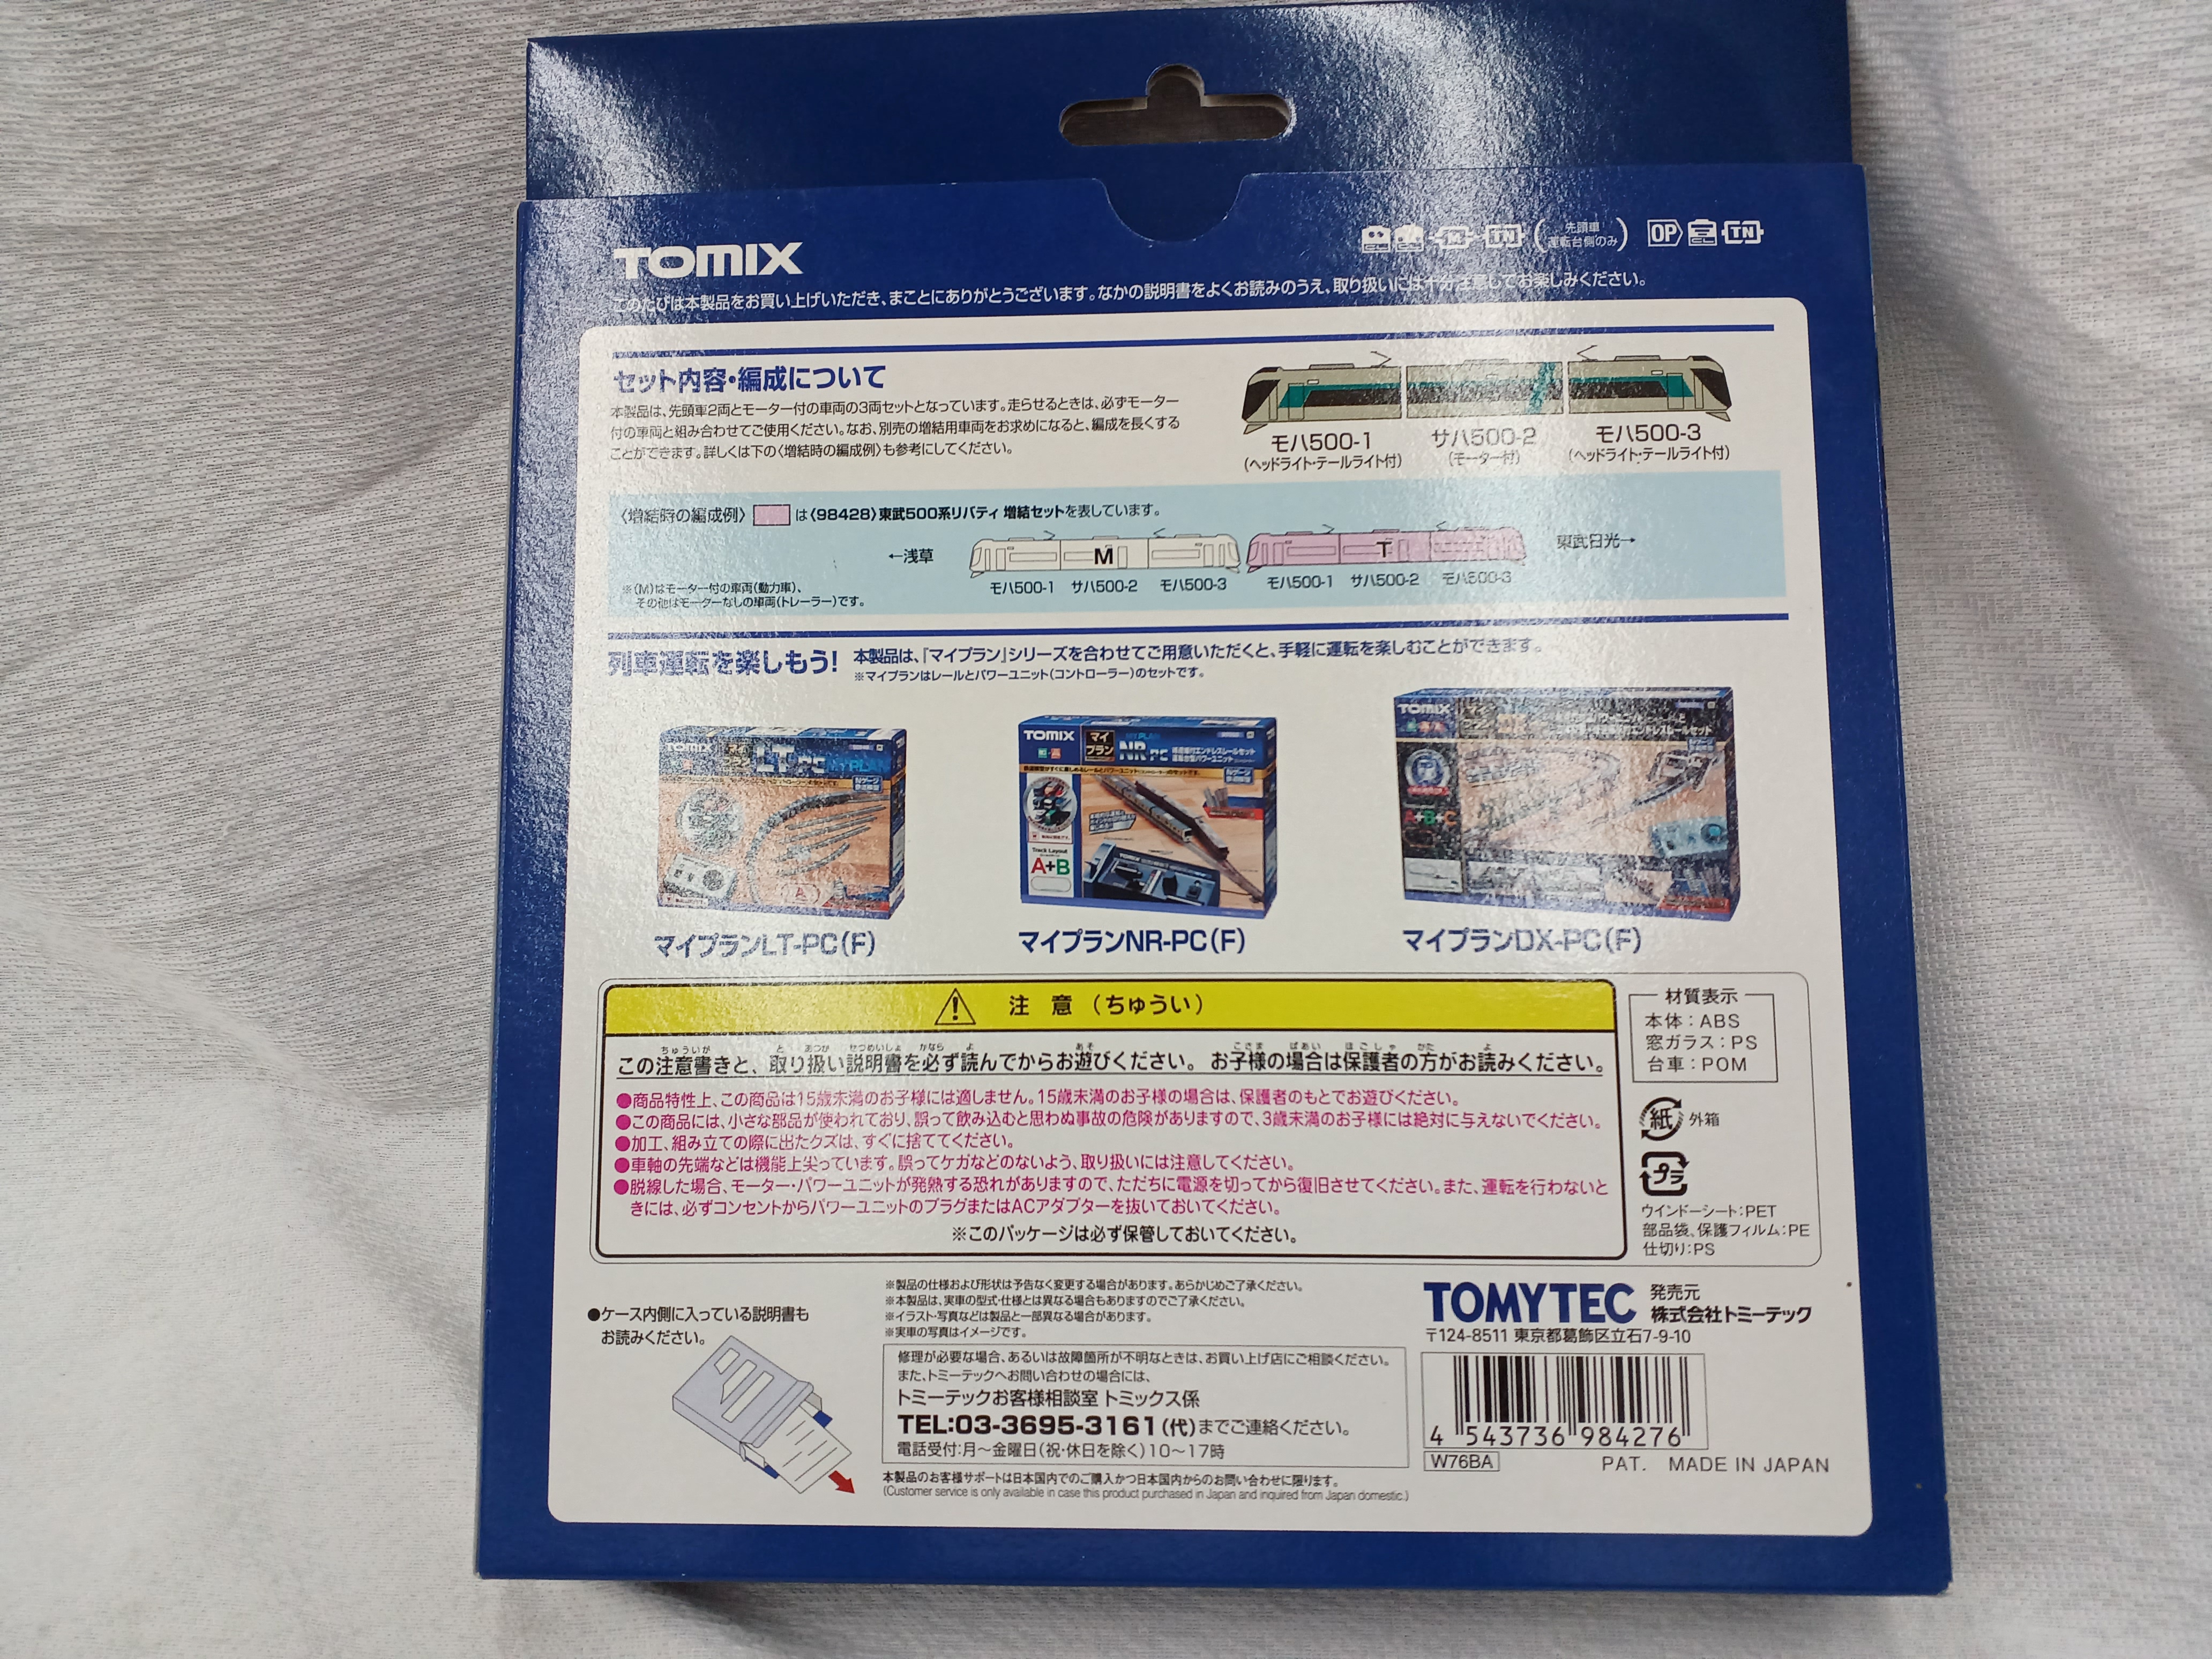 TOMIX
CL
M
TN
(先頭車
運転台側のみ)
OP
CL
TN
このたびは本製品をお買い上げいただき、まことにありがとうございます。なかの説明書をよくお読みのうえ、取り扱いには十分注意してお楽しみください。
セット内容・編成について
本製品は、先頭車2両とモーター付の車両の3両セットとなっています。走らせるときは、必ずモーター
付の車両と組み合わせてご使用ください。なお、別売の増結用車両をお求めになると、編成を長くする
ことができます。詳しくは下の〈増結時の編成例〉も参考にしてください。
モハ500-1
(ヘッドライト・テールライト付)
サハ500-2
(モーター付)
モハ500-3
(ヘッドライト・テールライト付)
〈増結時の編成例〉 は〈98428〉東武500系リバティ 増結セットを表しています。
←浅草
M
T
東武日光→
モハ500-1 サハ500-2 モハ500-3 モハ500-1 サハ500-2 モハ500-3
※(M)はモーター付の車両(動力車)、
その他はモーターなしの車両(トレーラー)です。
列車運転を楽しもう! 本製品は、『マイプラン』シリーズを合わせてご用意いただくと、手軽に運転を楽しむことができます。
※マイプランはレールとパワーユニット(コントローラー)のセットです。
TOMIX
LT-PC MYPLAN
A
TOMIX
マイプラン
MYPLAN
NR-PC
Track Layout
A+B
TOMIX
DX
A+B+C
マイプランLT-PC(F)
マイプランNR-PC(F)
マイプランDX-PC(F)
注 意 (ちゅうい)
この注意書きと、取り扱い説明書を必ず読んでからお遊びください。 お子様の場合は保護者の方がお読みください。
●商品特性上、この商品は15歳未満のお子様には適しません。15歳未満のお子様の場合は、保護者のもとでお遊びください。
●この商品には、小さな部品が使われており、誤って飲み込むと思わぬ事故の危険がありますので、3歳未満のお子様には絶対に与えないでください。
●加工、組み立ての際に出たクズは、すぐに捨ててください。
●車軸の先端などは機能上尖っています。誤ってケガなどのないよう、取り扱いには注意してください。
●脱線した場合、モーター・パワーユニットが発熱する恐れがありますので、ただちに電源を切ってから復旧させてください。また、運転を行わないと
きには、必ずコンセントからパワーユニットのプラグまたはACアダプターを抜いておいてください。
※このパッケージは必ず保管しておいてください。
材質表示
本体：ABS
窓ガラス：PS
台車：POM
紙 外箱
プラ
ウインドーシート：PET
部品袋、保護フィルム：PE
仕切り：PS
●ケース内側に入っている説明書も
お読みください。
※製品の仕様および形状は予告なく変更する場合があります。あらかじめご了承ください。
※本製品は、実車の型式・仕様とは異なる場合もありますのでご了承ください。
※イラスト・写真などは製品と一部異なる場合があります。
※実車の写真はイメージです。
修理が必要な場合、あるいは故障箇所が不明なときは、お買い上げ店にご相談ください。
また、トミーテックへお問い合わせの場合には、
トミーテックお客様相談室 トミックス係
TEL:03-3695-3161(代)までご連絡ください。
電話受付：月～金曜日(祝・休日を除く)10～17時
本製品のお客様サポートは日本国内でのご購入かつ日本国内からのお問い合わせに限ります。
(Customer service is only available in case this product purchased in Japan and inquired from Japan domestic.)
TOMYTEC
発売元
株式会社トミーテック
〒124-8511 東京都葛飾区立石7-9-10
4 543736 984276
W76BA
PAT. MADE IN JAPAN